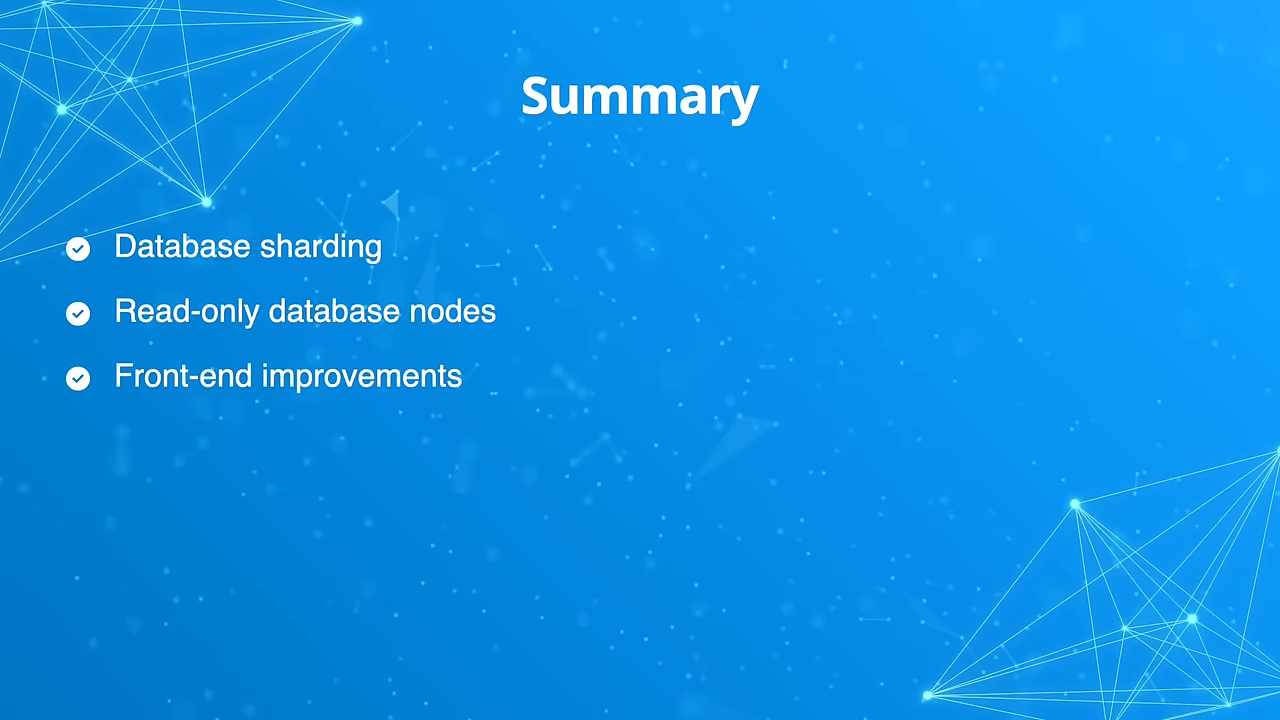 Summary
Database sharding
Read-only database nodes
Front-end improvements